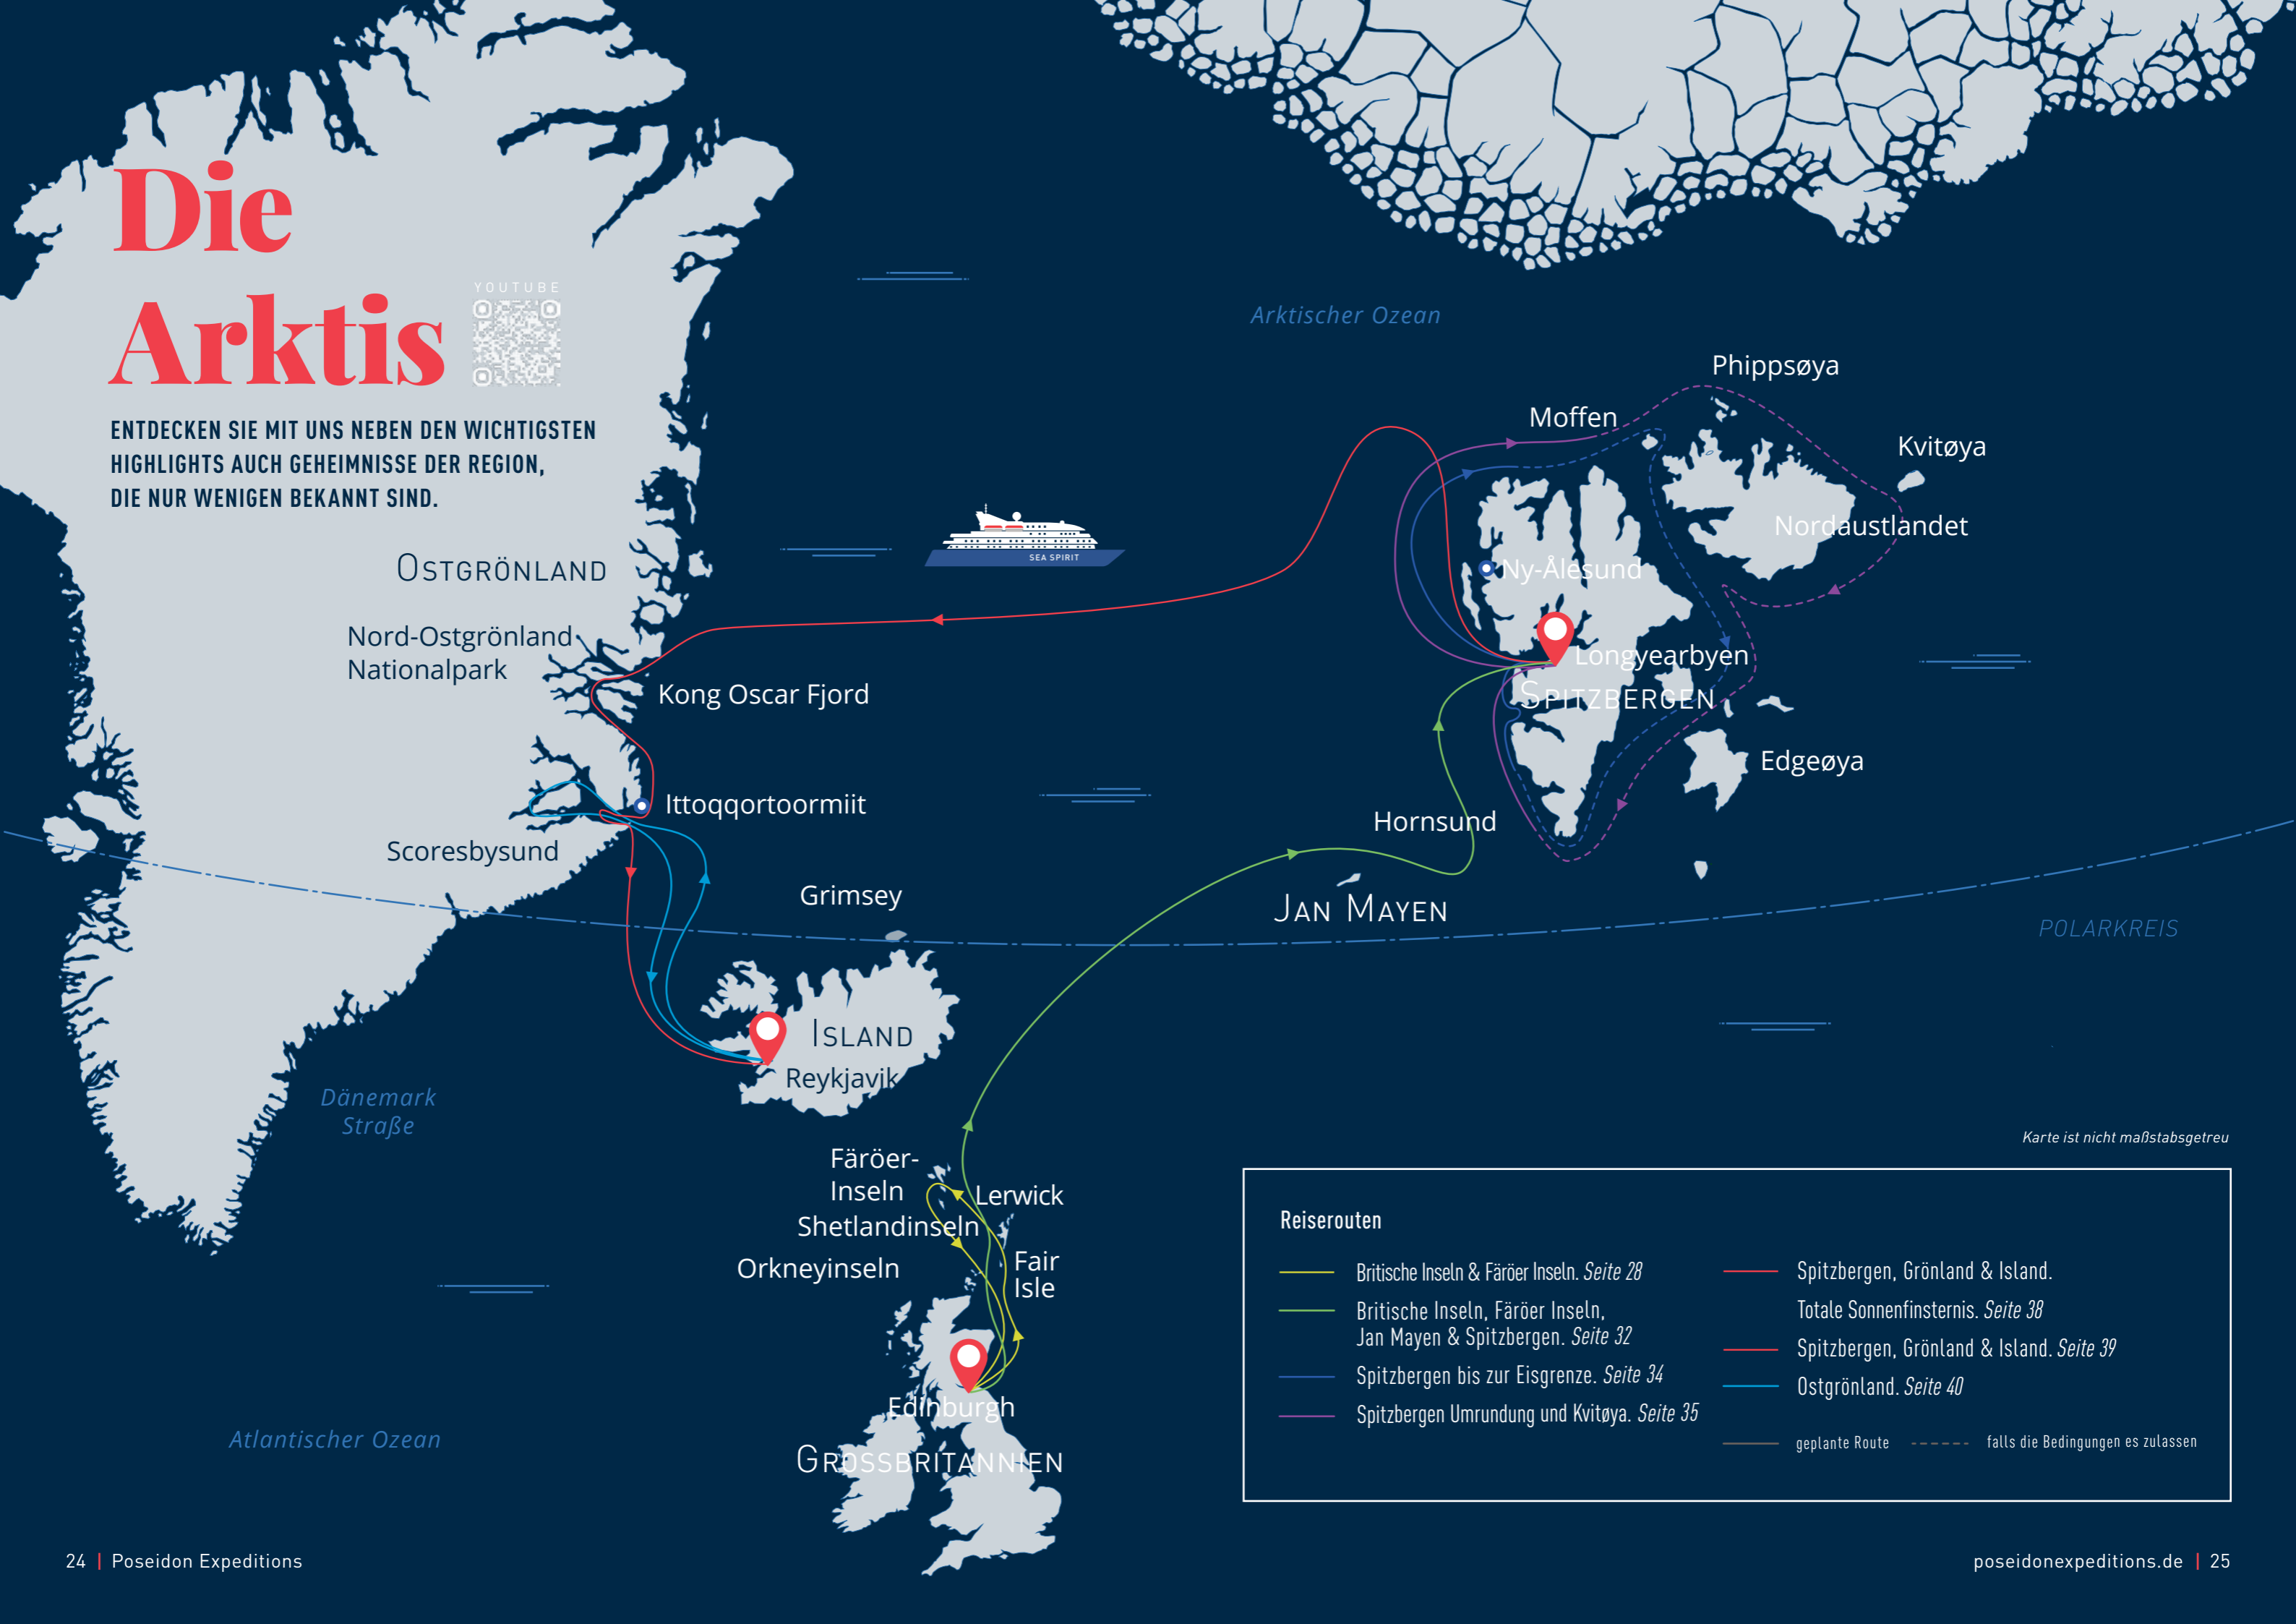 Die
Arktis
YOUTUBE
ENTDECKEN SIE MIT UNS NEBEN DEN WICHTIGSTEN
HIGHLIGHTS AUCH GEHEIMNISSE DER REGION,
DIE NUR WENIGEN BEKANNT SIND.
Arktischer Ozean
Phippsøya
Moffen
Kvitøya
Nordaustlandet
SEA SPIRIT
OSTGRÖNLAND
Ny-Ålesund
Nord-Ostgrönland
Nationalpark
Longyearbyen
Kong Oscar Fjord
SPITZBERGEN
Edgeøya
Ittoqqortoormiit
Hornsund
Scoresbysund
Grimsey
JAN MAYEN
POLARKREIS
ISLAND
Reykjavik
Dänemark
Straße
Karte ist nicht maßstabsgetreu
Färöer-
Inseln
Lerwick
Shetlandinseln
Orkneyinseln
Fair
Isle
Edinburgh
GROSSBRITANNIEN
Atlantischer Ozean
Reiserouten
Britische Inseln & Färöer Inseln. Seite 28
Britische Inseln, Färöer Inseln,
Jan Mayen & Spitzbergen. Seite 32
Spitzbergen bis zur Eisgrenze. Seite 34
Spitzbergen Umrundung und Kvitøya. Seite 35
Spitzbergen, Grönland & Island.
Totale Sonnenfinsternis. Seite 38
Spitzbergen, Grönland & Island. Seite 39
Ostgrönland. Seite 40
geplante Route
falls die Bedingungen es zulassen
24 | Poseidon Expeditions
poseidonexpeditions.de | 25